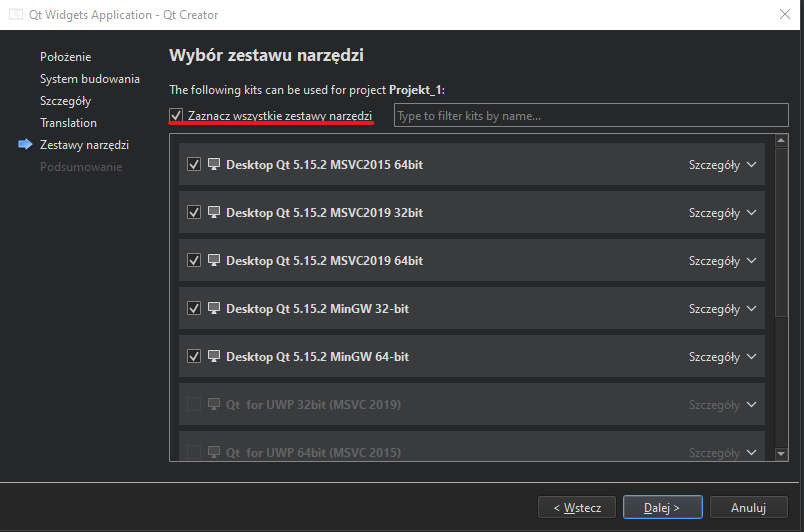 Qt Widgets Application - Qt Creator
Położenie
System budowania
Szczegóły
Translation
Zestawy narzędzi
Podsumowanie
Wybór zestawu narzędzi
The following kits can be used for project Projekt_1:
Zaznacz wszystkie zestawy narzędzi
Type to filter kits by name...
Desktop Qt 5.15.2 MSVC2015 64bit Szczegóły
Desktop Qt 5.15.2 MSVC2019 32bit Szczegóły
Desktop Qt 5.15.2 MSVC2019 64bit Szczegóły
Desktop Qt 5.15.2 MinGW 32-bit Szczegóły
Desktop Qt 5.15.2 MinGW 64-bit Szczegóły
Qt for UWP 32bit (MSVC 2019) Szczegóły
Qt for UWP 64bit (MSVC 2015) Szczegóły
< Wstecz Dalej > Anuluj